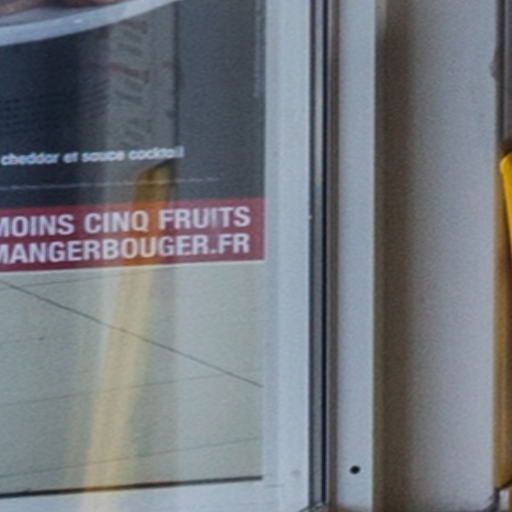 cheddar et sauce cocktail
MOINS CINQ FRUITS
MANGERBOUGER.FR